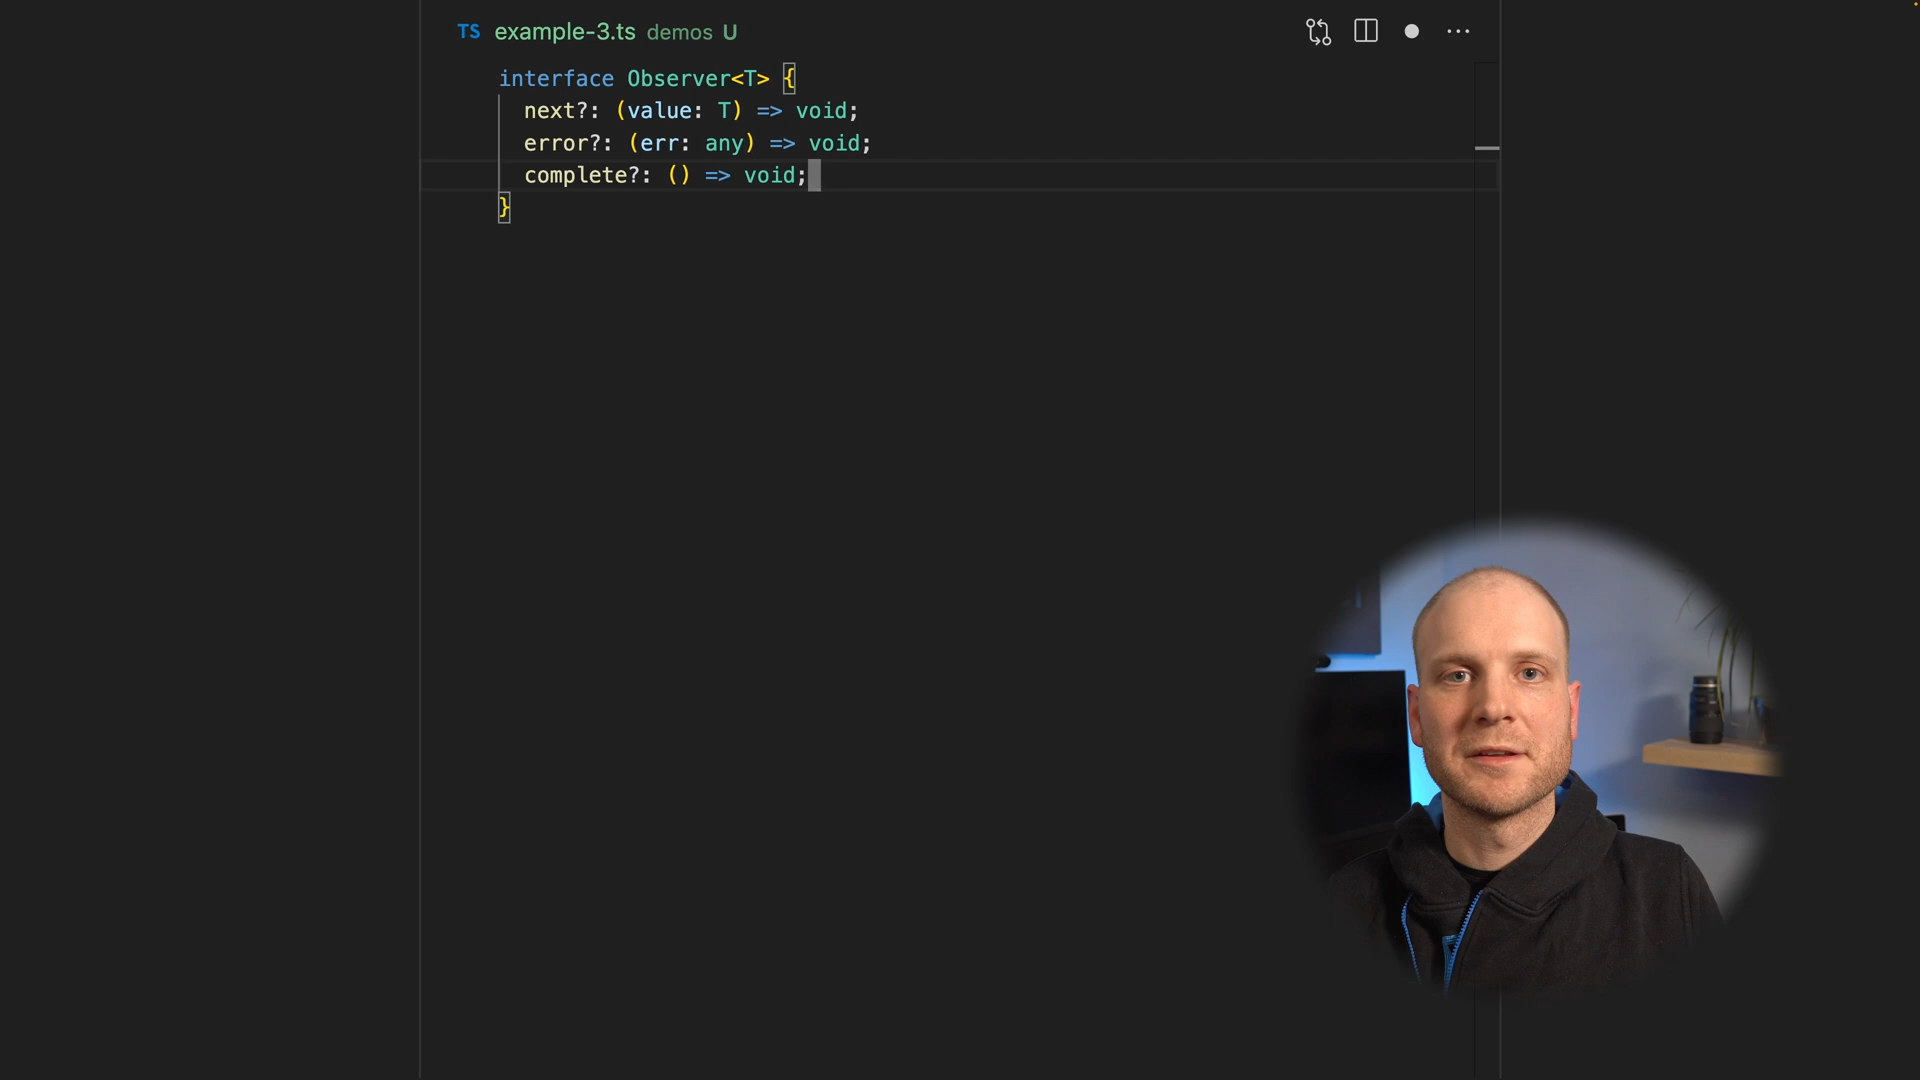 TS example-3.ts demos U
interface Observer<T> {
next?: (value: T) => void;
error?: (err: any) => void;
complete?: () => void;
}